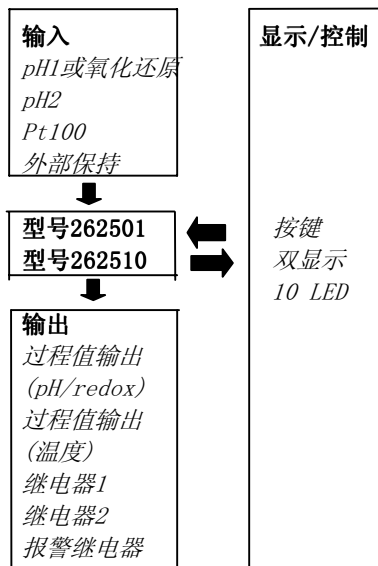 输入
pH1或氧化还原
pH2
Pt100
外部保持
型号262501
型号262510
输出
过程值输出
(pH/redox)
过程值输出
(温度)
继电器1
继电器2
报警继电器
显示/控制
按键
双显示
10 LED